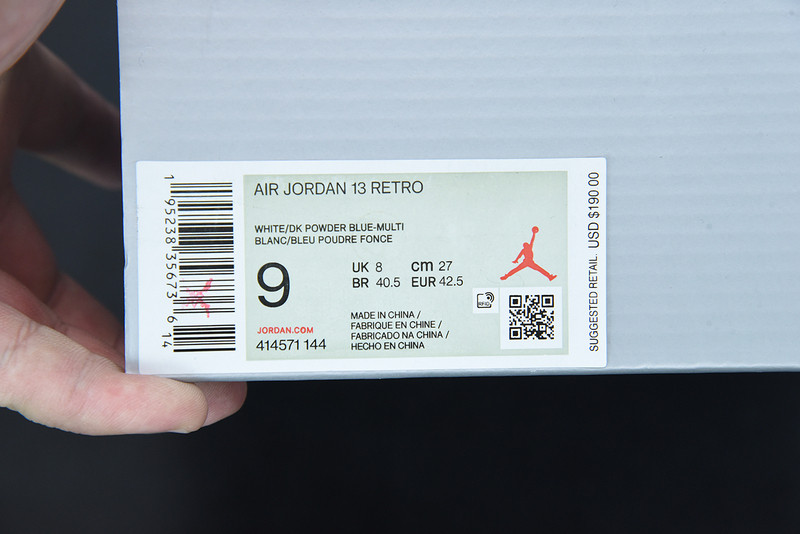 1 95238 35673 6 14
AIR JORDAN 13 RETRO
WHITE/DK POWDER BLUE-MULTI
BLANC/BLEU POUDRE FONCE
9
UK 8 cm 27
BR 40.5 EUR 42.5
JORDAN.COM
414571 144
MADE IN CHINA /
FABRIQUE EN CHINE /
FABRICADO NA CHINA /
HECHO EN CHINA
RFID
SUGGESTED RETAIL. USD $190 00